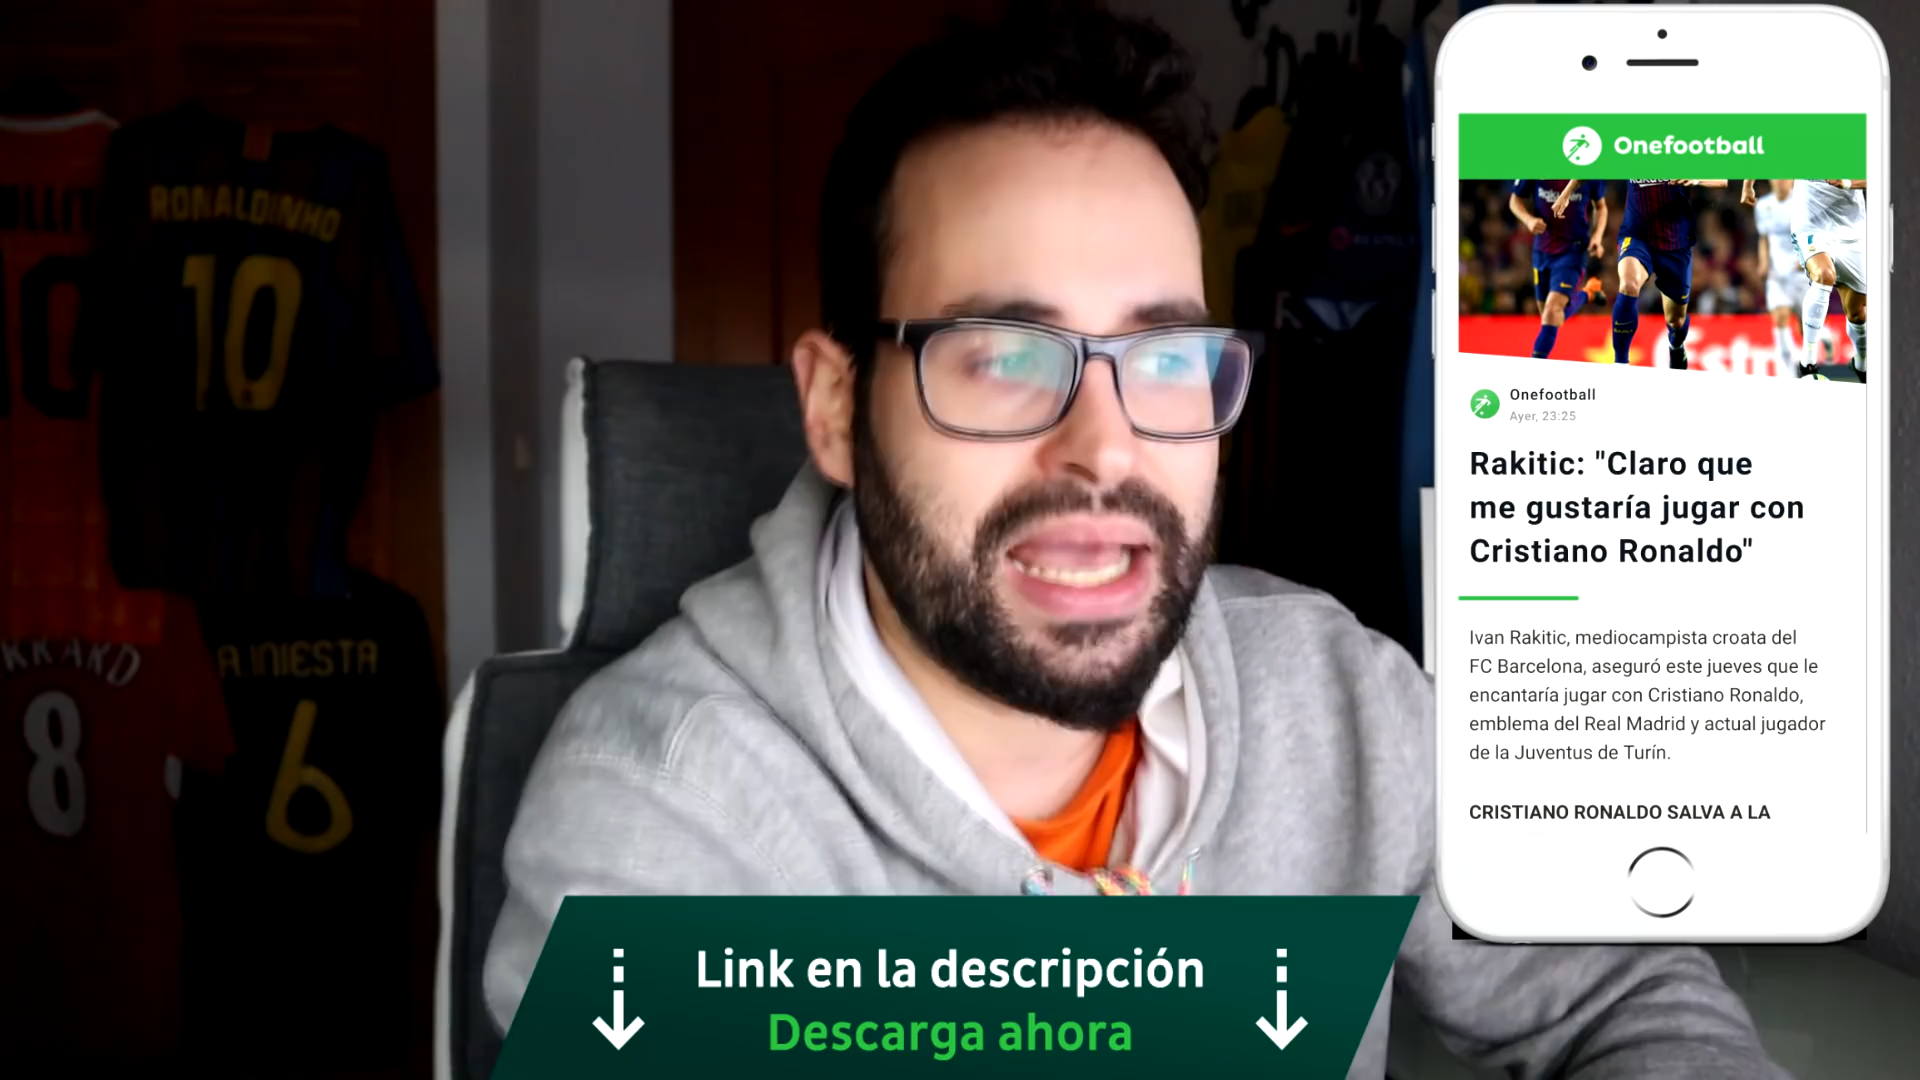 RONALDINHO
10
8
A INIESTA
6
Onefootball
Onefootball
Ayer, 23:25
Rakitic: "Claro que
me gustaría jugar con
Cristiano Ronaldo"
Ivan Rakitic, mediocampista croata del
FC Barcelona, aseguró este jueves que le
encantaría jugar con Cristiano Ronaldo,
emblema del Real Madrid y actual jugador
de la Juventus de Turín.
CRISTIANO RONALDO SALVA A LA
Link en la descripción
Descarga ahora